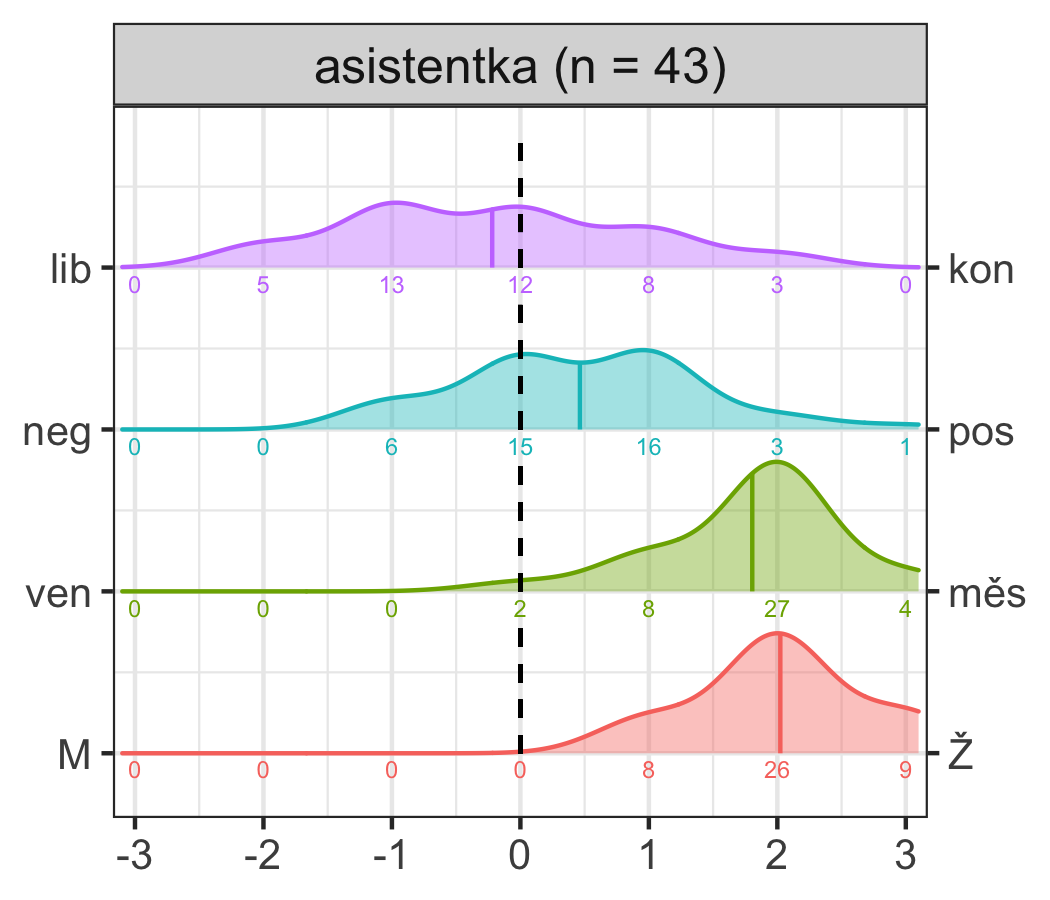 asistentka (n = 43)
lib kon
0 5 13 12 8 3 0
neg pos
0 0 6 15 16 3 1
ven měs
0 0 0 2 8 27 4
M Ž
0 0 0 0 8 26 9
-3 -2 -1 0 1 2 3